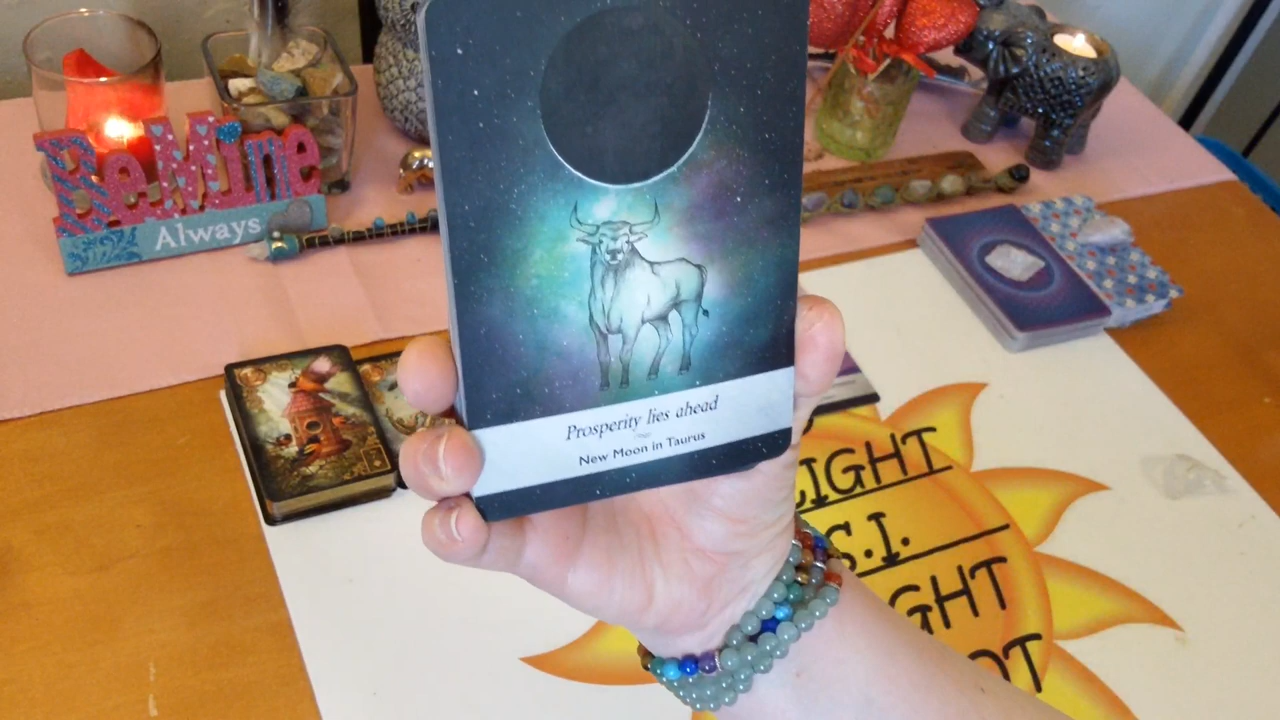 Be Mine
Always
Prosperity lies ahead
New Moon in Taurus
LIGHT
S.I.
GHT
OT